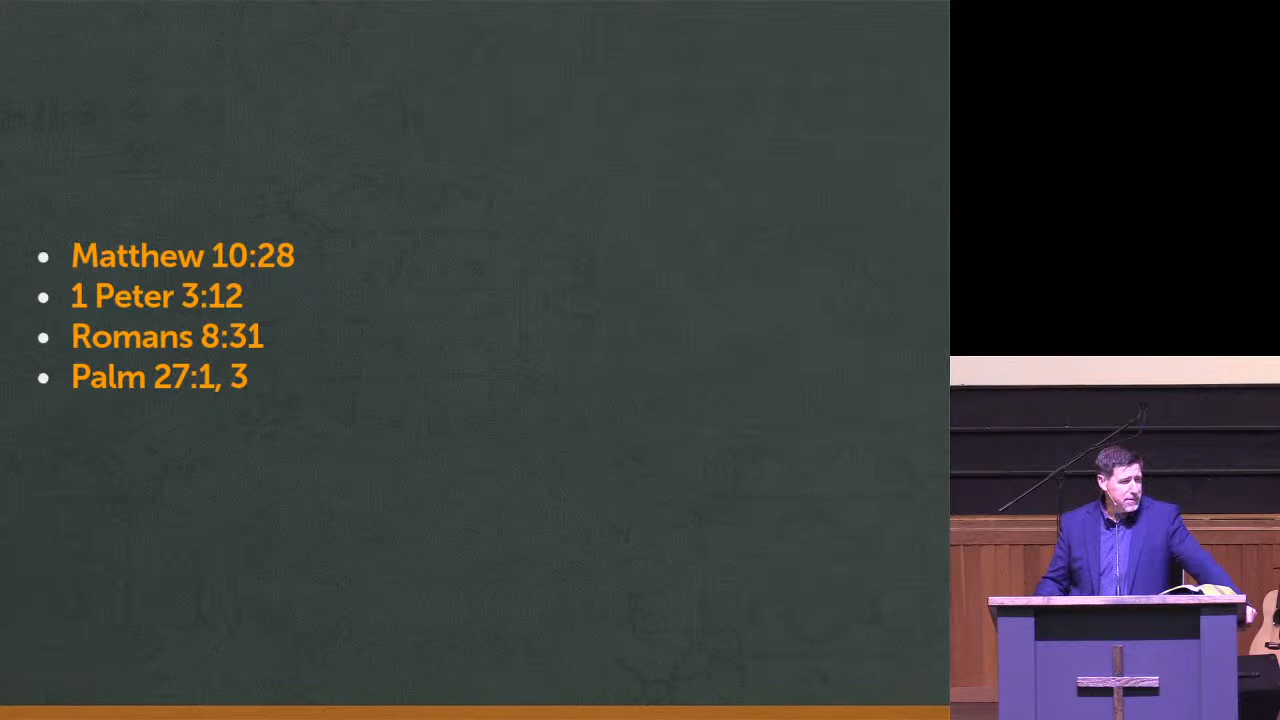 • Matthew 10:28
• 1 Peter 3:12
• Romans 8:31
• Palm 27:1, 3